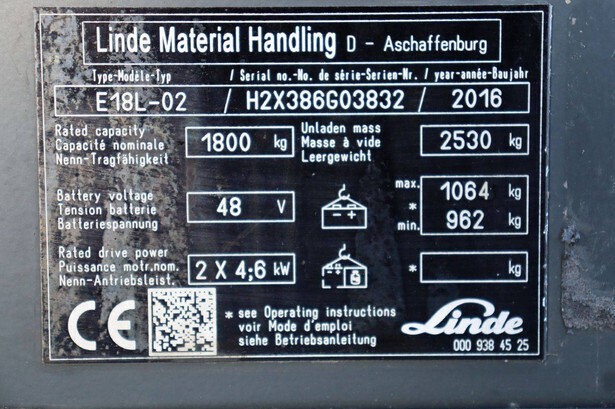 Linde Material Handling D - Aschaffenburg
Type-Modèle-Typ / Serial no.-No. de série-Serien-Nr. / year-année-Baujahr
E18L-02 / H2X386G03832 / 2016
Rated capacity
Capacité nominale
Nenn-Tragfähigkeit
1800 kg
Unladen mass
Masse à vide
Leergewicht
2530 kg
Battery voltage
Tension batterie
Batteriespannung
48 V
max. 1064 kg
*
min. 962 kg
Rated drive power
Puissance motr.nom.
Nenn-Antriebsleist.
2 X 4;6 kW
* kg
CE
* see Operating instructions
voir Mode d'emploi
siehe Betriebsanleitung
Linde
000 938 45 25